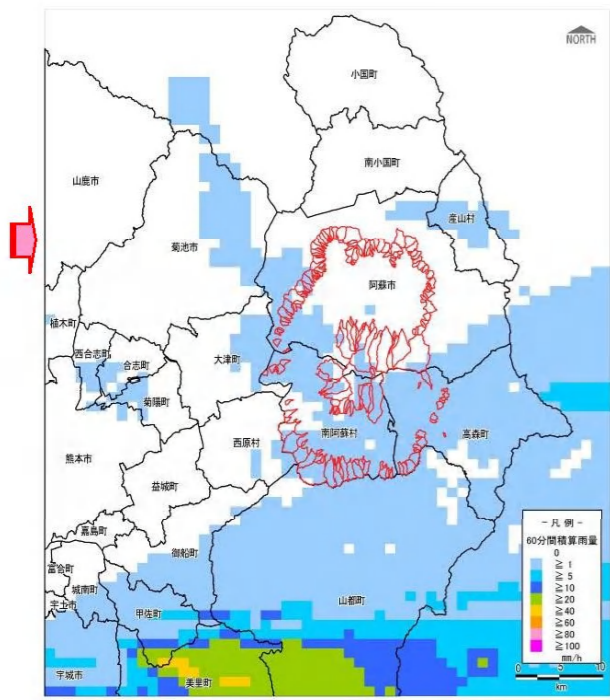 NORTH
小国町
南小国町
山鹿市
産山村
菊池市
阿蘇市
植木町
西合志町
合志町
大津町
菊陽町
南阿蘇村
高森町
西原村
熊本市
益城町
嘉島町
御船町
富合町
城南町
宇土市
甲佐町
山都町
宇城市
美里町
- 凡 例 -
60分間積算雨量
0
≧ 1
≧ 5
≧ 10
≧ 20
≧ 40
≧ 60
≧ 80
≧ 100
mm/h
0 5 10
km